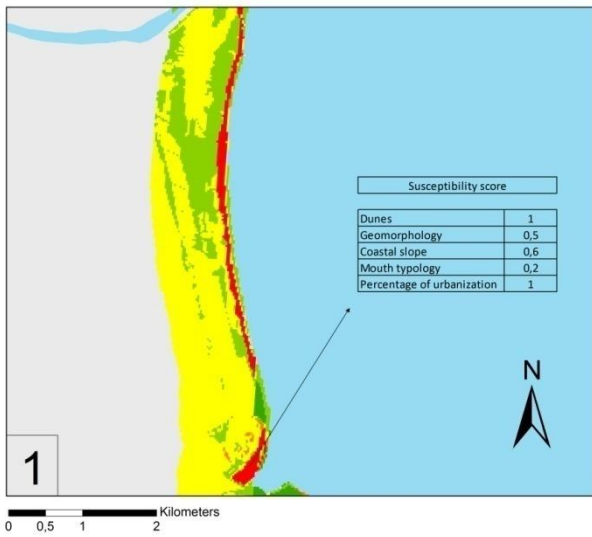 Susceptibility score
Dunes 1
Geomorphology 0,5
Coastal slope 0,6
Mouth typology 0,2
Percentage of urbanization 1
N
1
Kilometers
0 0,5 1 2